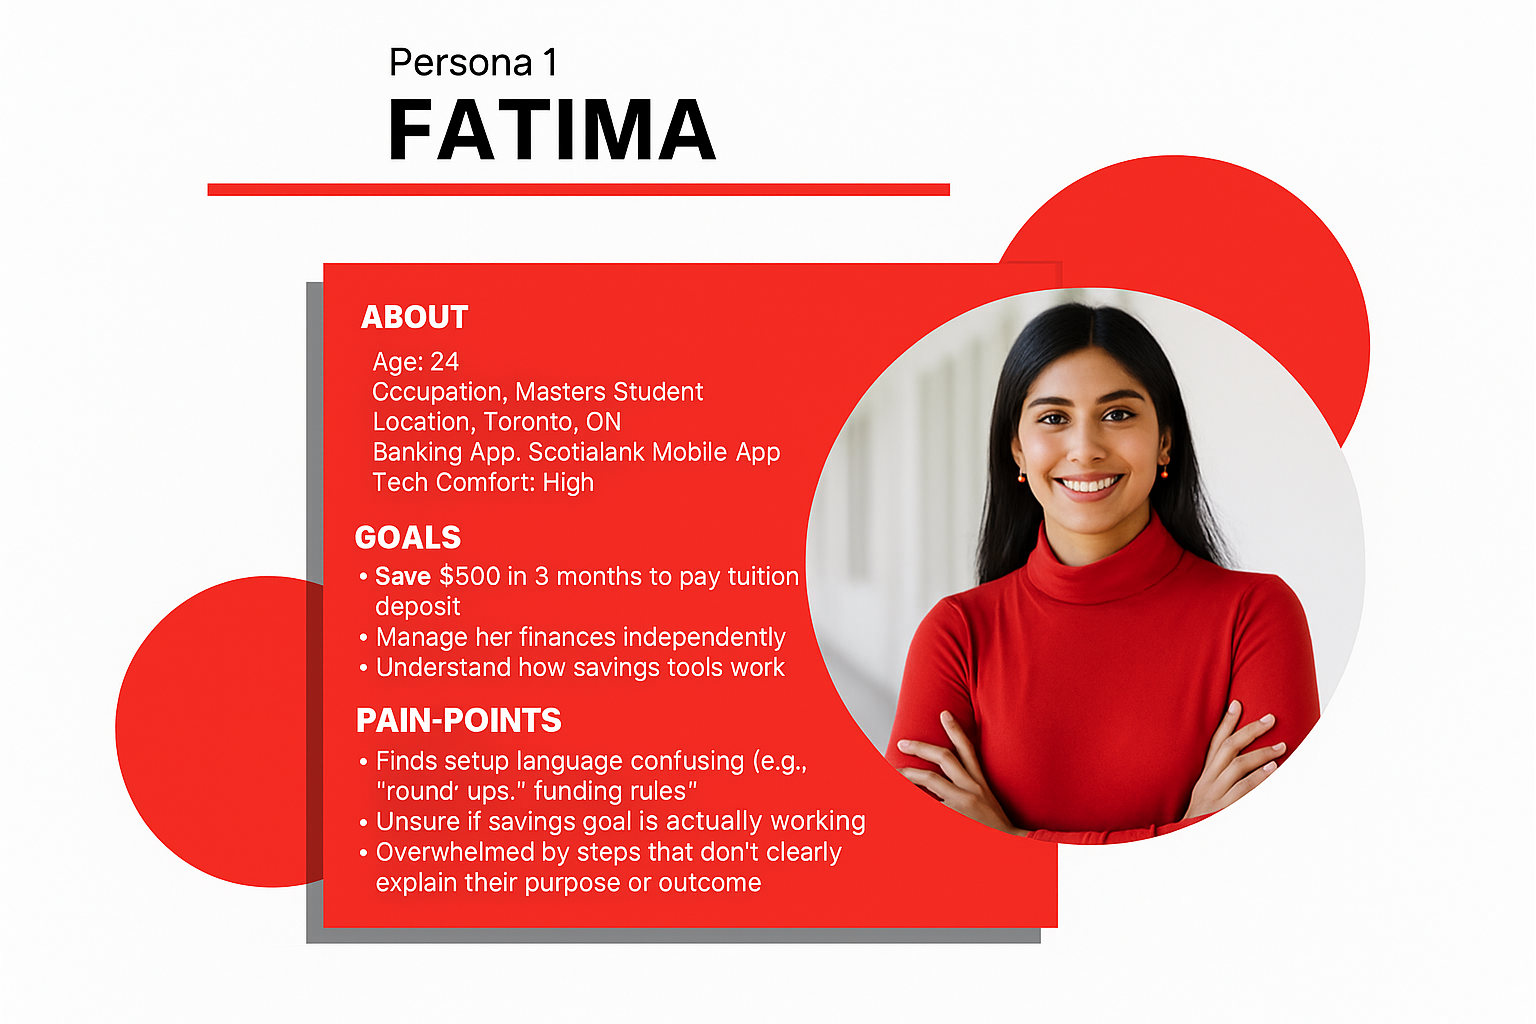 Persona 1
FATIMA
ABOUT
Age: 24
Cccupation, Masters Student
Location, Toronto, ON
Banking App. Scotialank Mobile App
Tech Comfort: High
GOALS
• Save $500 in 3 months to pay tuition
deposit
• Manage her finances independently
• Understand how savings tools work
PAIN-POINTS
• Finds setup language confusing (e.g.,
"round' ups." funding rules"
• Unsure if savings goal is actually working
• Overwhelmed by steps that don't clearly
explain their purpose or outcome